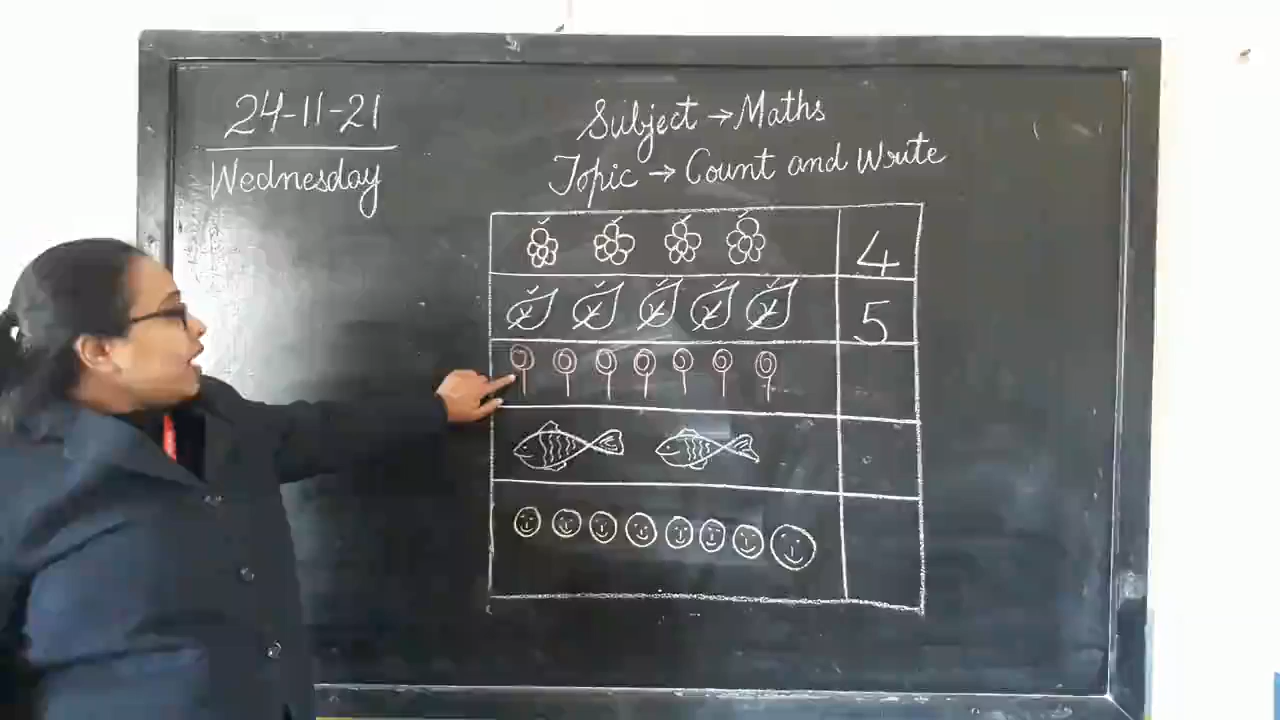 24-11-21
Wednesday
Subject → Maths
Topic → Count and Write
4
5